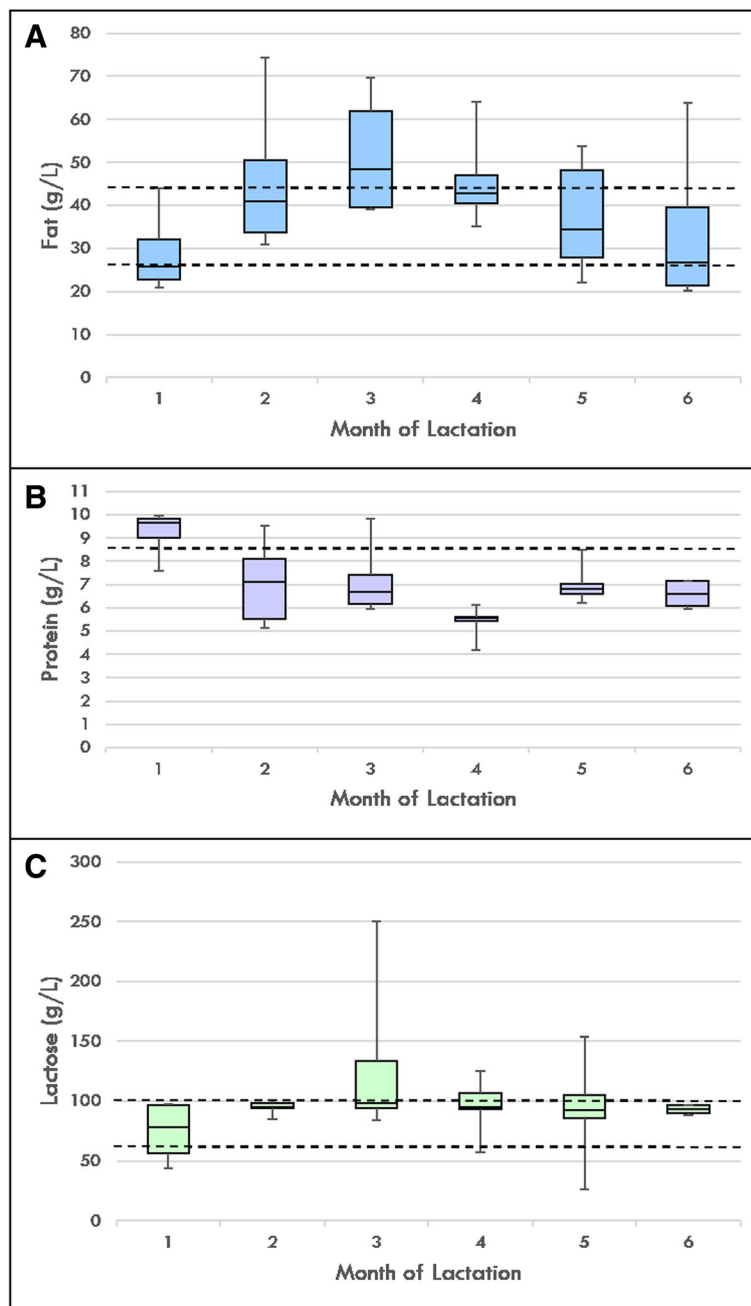 A
80
70
60
50
40
30
20
10
0
Fat (g/L)
1 2 3 4 5 6
Month of Lactation
B
11
10
9
8
7
6
5
4
3
2
1
0
Protein (g/L)
1 2 3 4 5 6
Month of Lactation
C
300
250
200
150
100
50
0
Lactose (g/L)
1 2 3 4 5 6
Month of Lactation